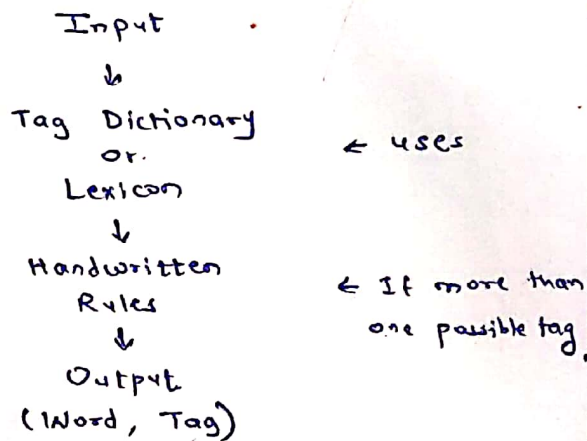 Input
↓
Tag Dictionary
or.
Lexicon
← uses
↓
Handwritten
Rules
← If more than
one possible tag.
↓
Output
(Word, Tag)